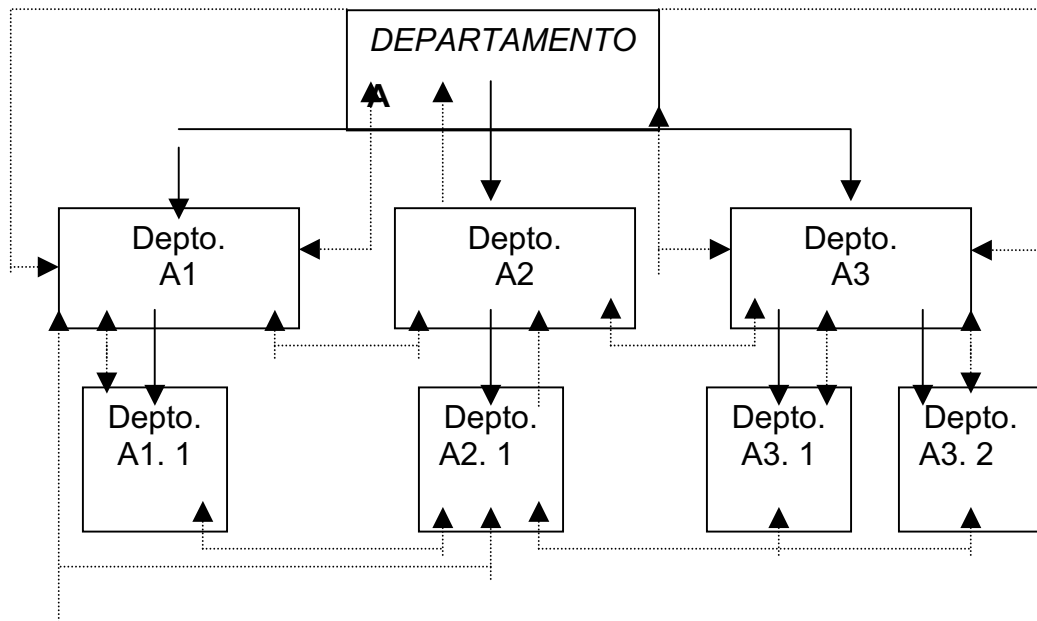 DEPARTAMENTO
A
Depto.
A1
Depto.
A2
Depto.
A3
Depto.
A1. 1
Depto.
A2. 1
Depto.
A3. 1
Depto.
A3. 2